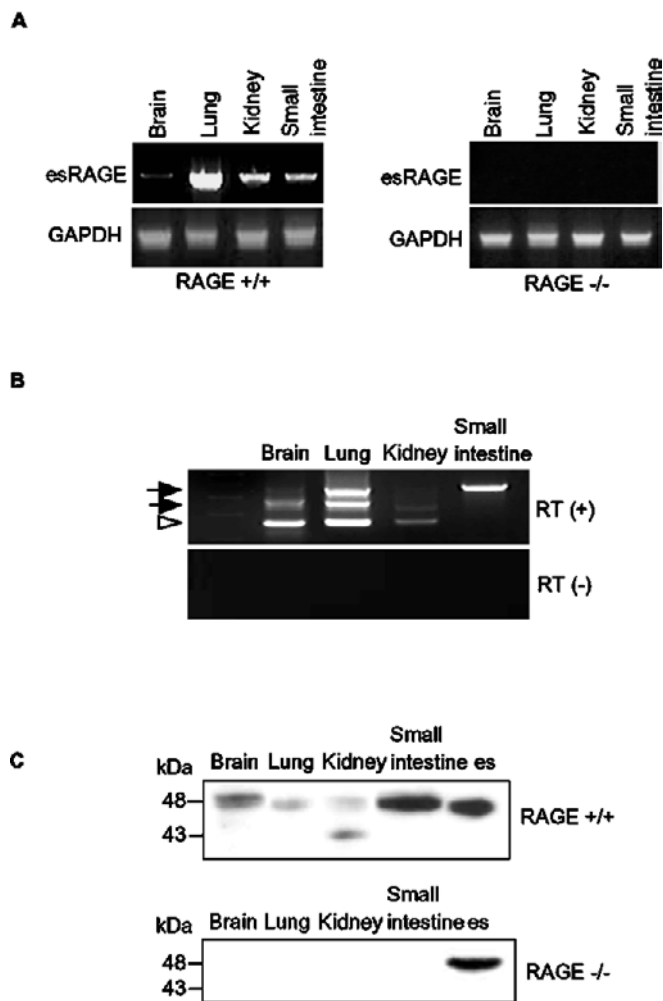 A
Brain
Lung
Kidney
Small
intestine
esRAGE
GAPDH
RAGE +/+
Brain
Lung
Kidney
Small
intestine
esRAGE
GAPDH
RAGE -/-
B
Small
Brain Lung Kidney intestine
RT (+)
RT (-)
C
Small
kDa Brain Lung Kidney intestine es
48
43
RAGE +/+
Small
kDa Brain Lung Kidney intestine es
48
43
RAGE -/-